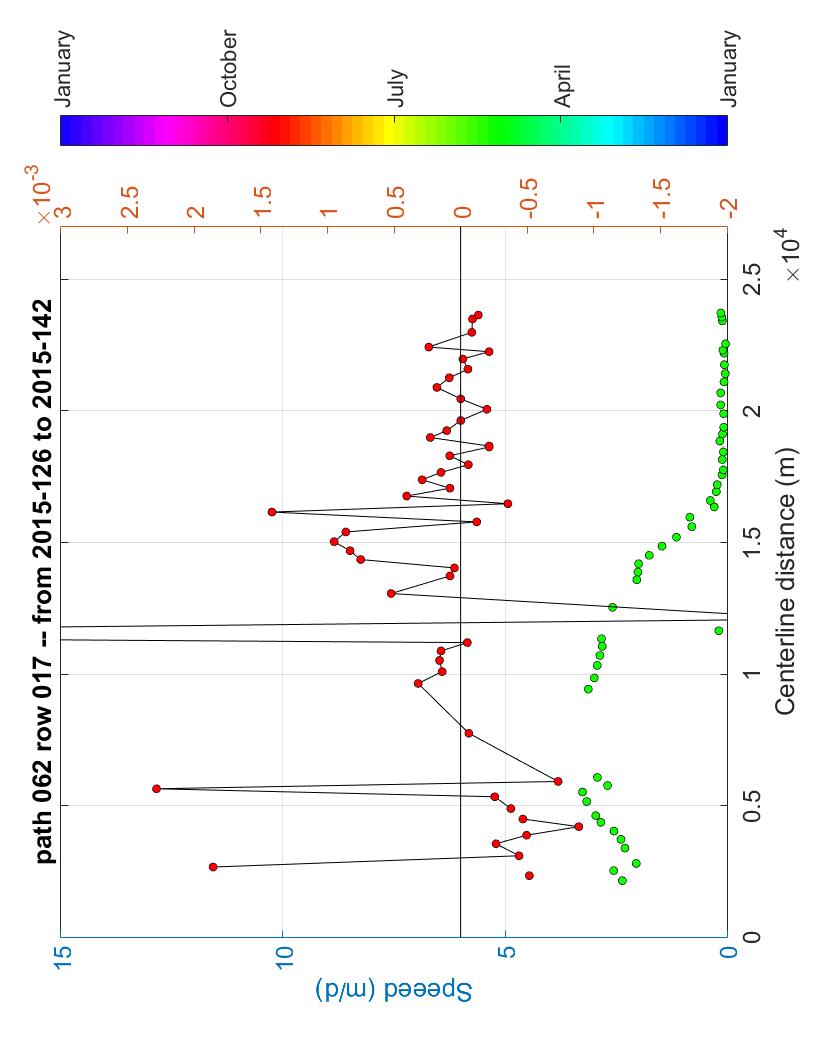 path 062 row 017 -- from 2015-126 to 2015-142
15
10
5
0
Speeed (m/d)
0
0.5
1
1.5
2
2.5
×10^4
Centerline distance (m)
×10^-3
3
2.5
2
1.5
1
0.5
0
-0.5
-1
-1.5
-2
January
October
July
April
January